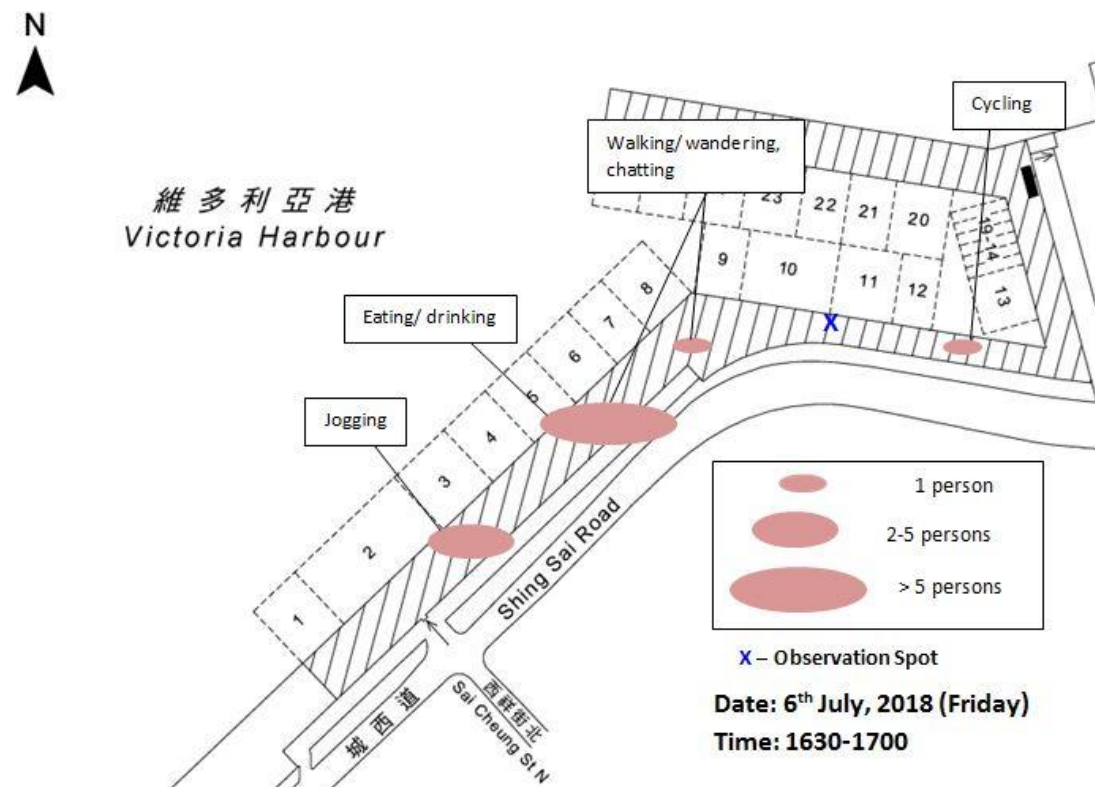 N
Cycling
Walking/ wandering,
chatting
維多利亞港
Victoria Harbour
23
22
21
20
19-14
9
10
11
12
13
8
7
6
5
4
3
2
1
Eating/ drinking
Jogging
X
Shing Sai Road
城西道
西祥街北
Sai Cheung St N
1 person
2-5 persons
> 5 persons
X – Observation Spot
Date: 6th July, 2018 (Friday)
Time: 1630-1700